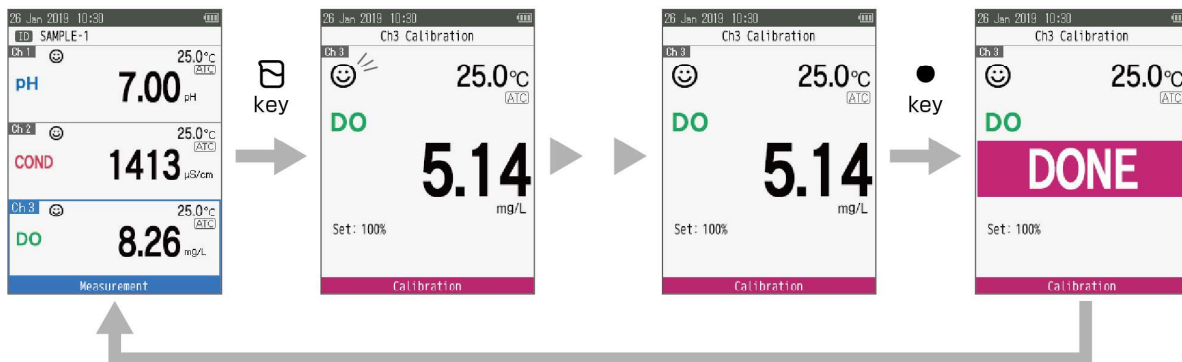 26 Jan 2019 10:30
ID SAMPLE-1
Ch 1
25.0°C
ATC
pH
7.00 pH
Ch 2
25.0°C
ATC
COND
1413 µS/cm
Ch 3
25.0°C
ATC
DO
8.26 mg/L
Measurement
key
26 Jan 2019 10:30
Ch3 Calibration
Ch 3
25.0°C
ATC
DO
5.14
mg/L
Set: 100%
Calibration
26 Jan 2019 10:30
Ch3 Calibration
Ch 3
25.0°C
ATC
DO
5.14
mg/L
Set: 100%
Calibration
key
26 Jan 2019 10:30
Ch3 Calibration
Ch 3
25.0°C
ATC
DO
DONE
Set: 100%
Calibration